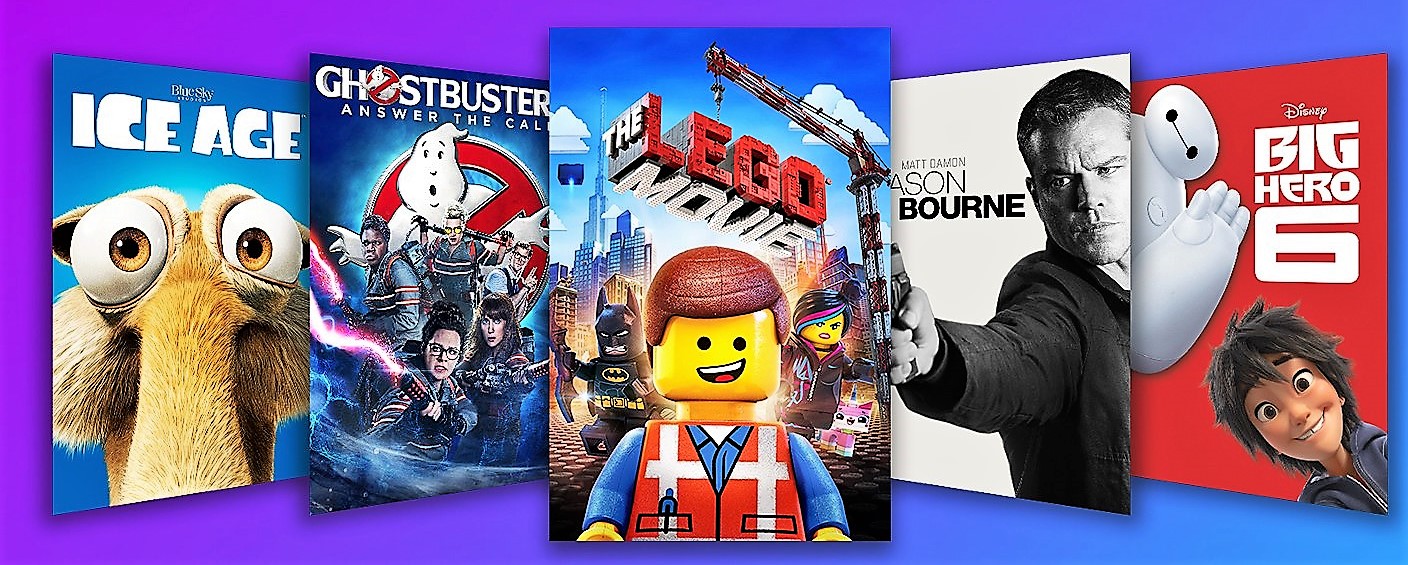 Blue Sky
STUDIOS
ICE AGE
GHOSTBUSTER
ANSWER THE CAL
THE
LEGO
MOVIE
MATT DAMON
ASON
BOURNE
Disney
BIG
HERO
6